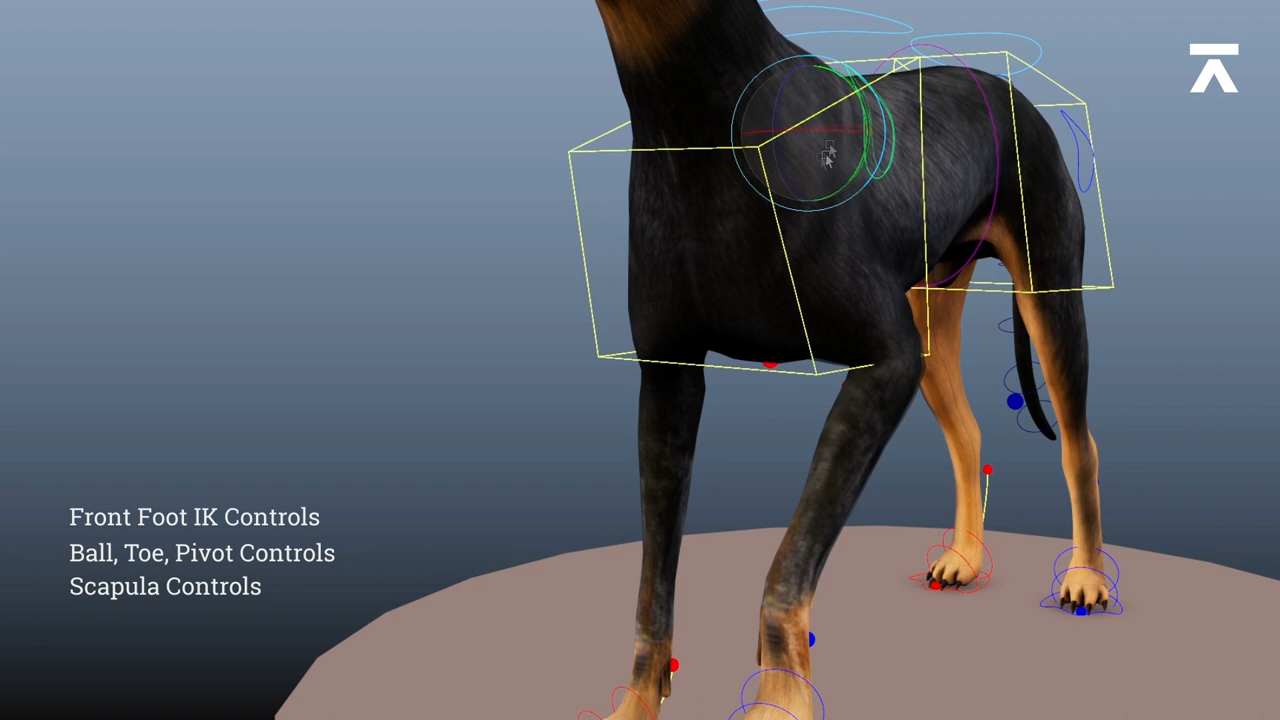 Front Foot IK Controls
Ball, Toe, Pivot Controls
Scapula Controls